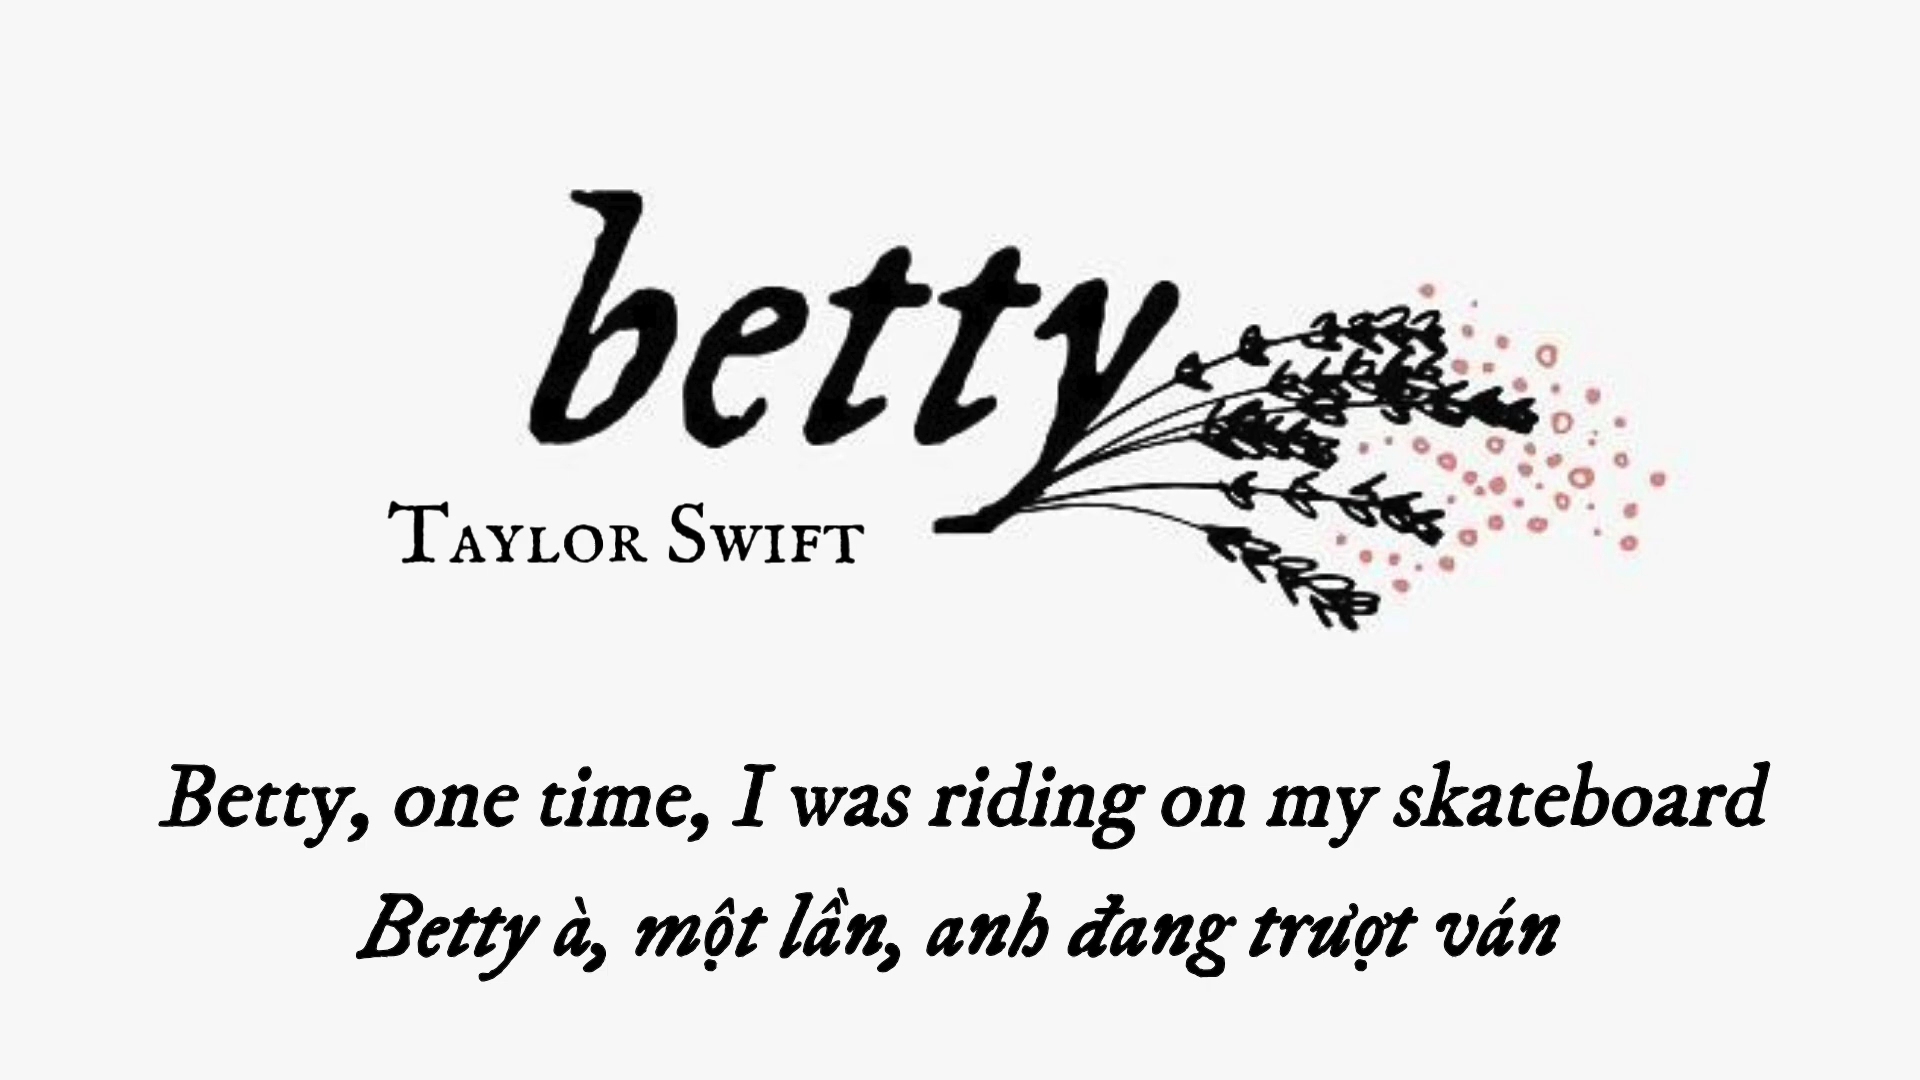 betty
Taylor Swift
Betty, one time, I was riding on my skateboard
Betty à, một lần, anh đang trượt ván